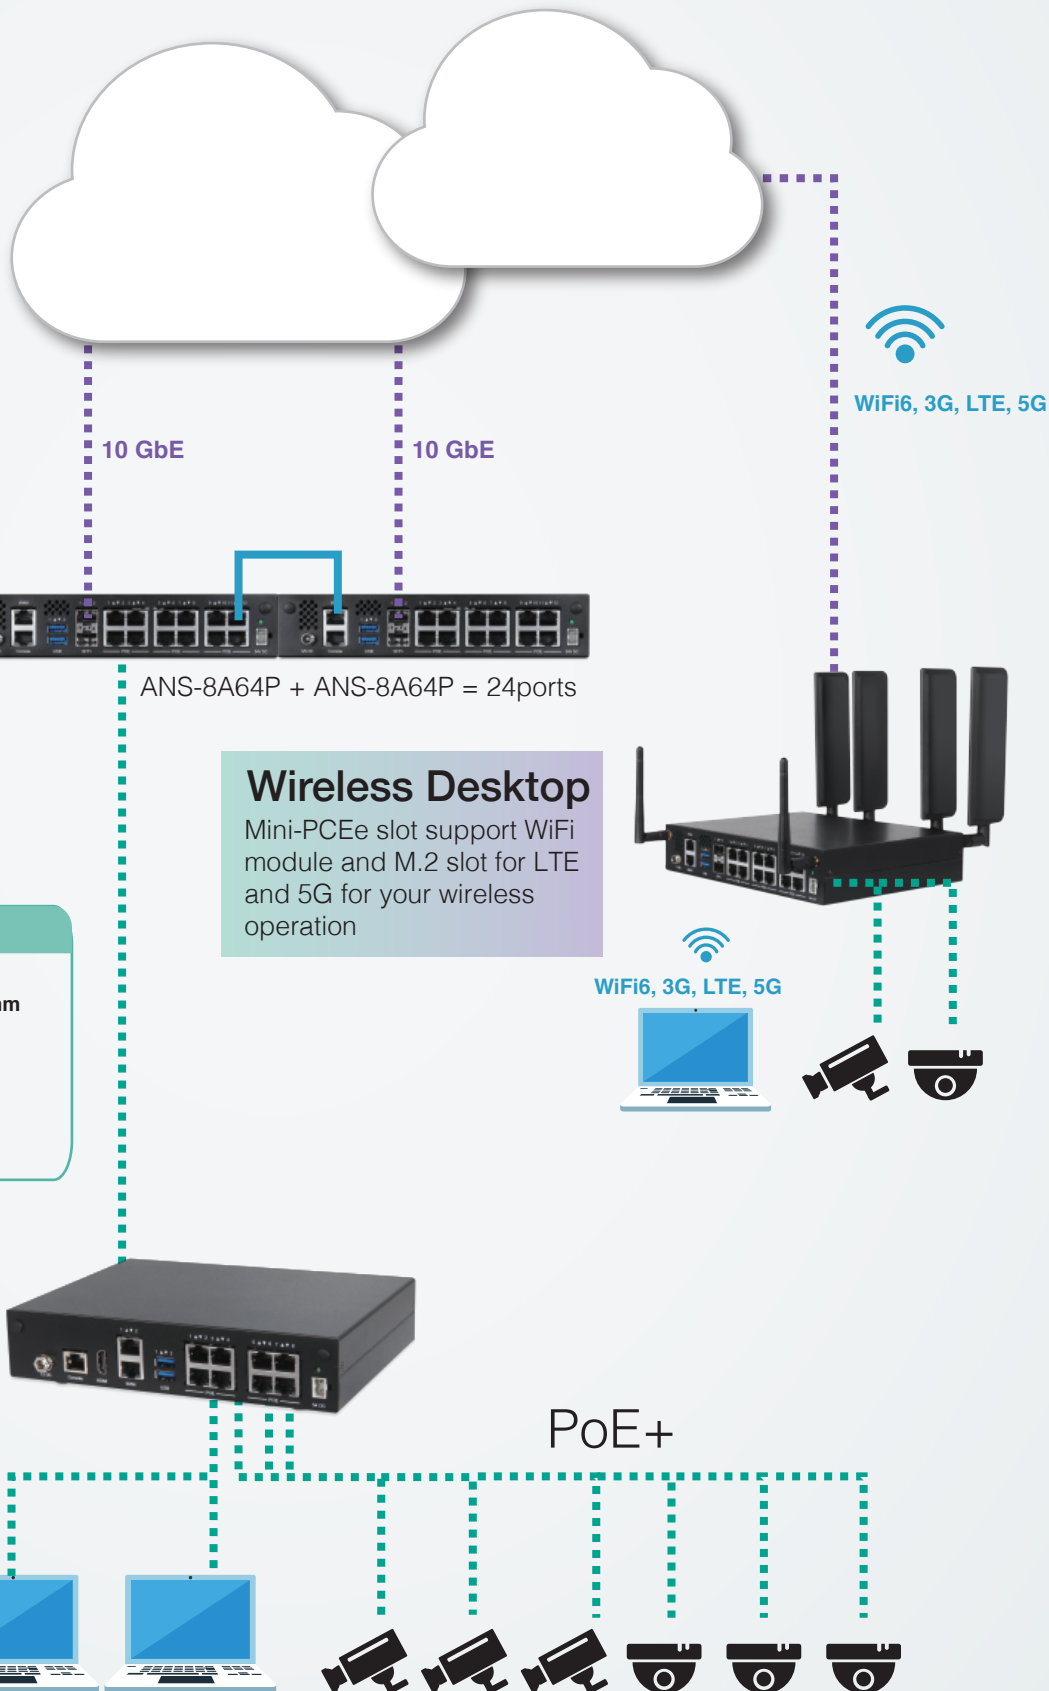 WiFi6, 3G, LTE, 5G
10 GbE
10 GbE
ANS-8A64P + ANS-8A64P = 24ports
Wireless Desktop
Mini-PCEe slot support WiFi
module and M.2 slot for LTE
and 5G for your wireless
operation
WiFi6, 3G, LTE, 5G
PoE+